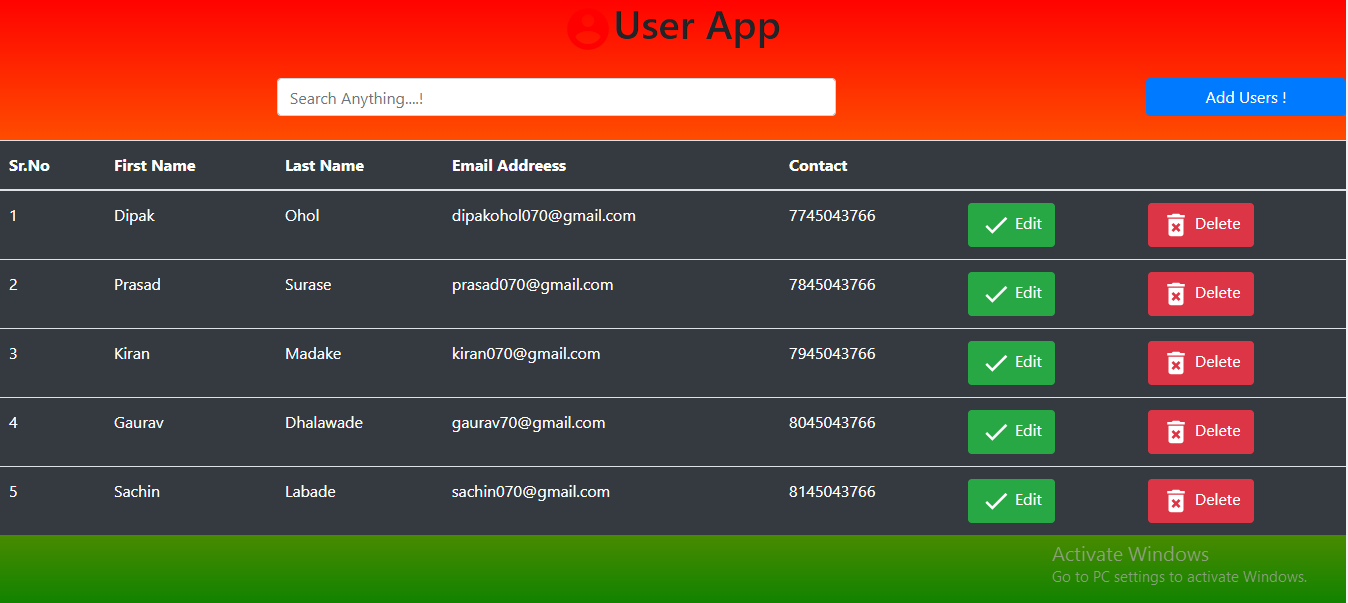 User App
Search Anything....!
Add Users !
Sr.No First Name Last Name Email Addreess Contact
1 Dipak Ohol dipakohol070@gmail.com 7745043766 Edit Delete
2 Prasad Surase prasad070@gmail.com 7845043766 Edit Delete
3 Kiran Madake kiran070@gmail.com 7945043766 Edit Delete
4 Gaurav Dhalawade gaurav70@gmail.com 8045043766 Edit Delete
5 Sachin Labade sachin070@gmail.com 8145043766 Edit Delete
Activate Windows
Go to PC settings to activate Windows.